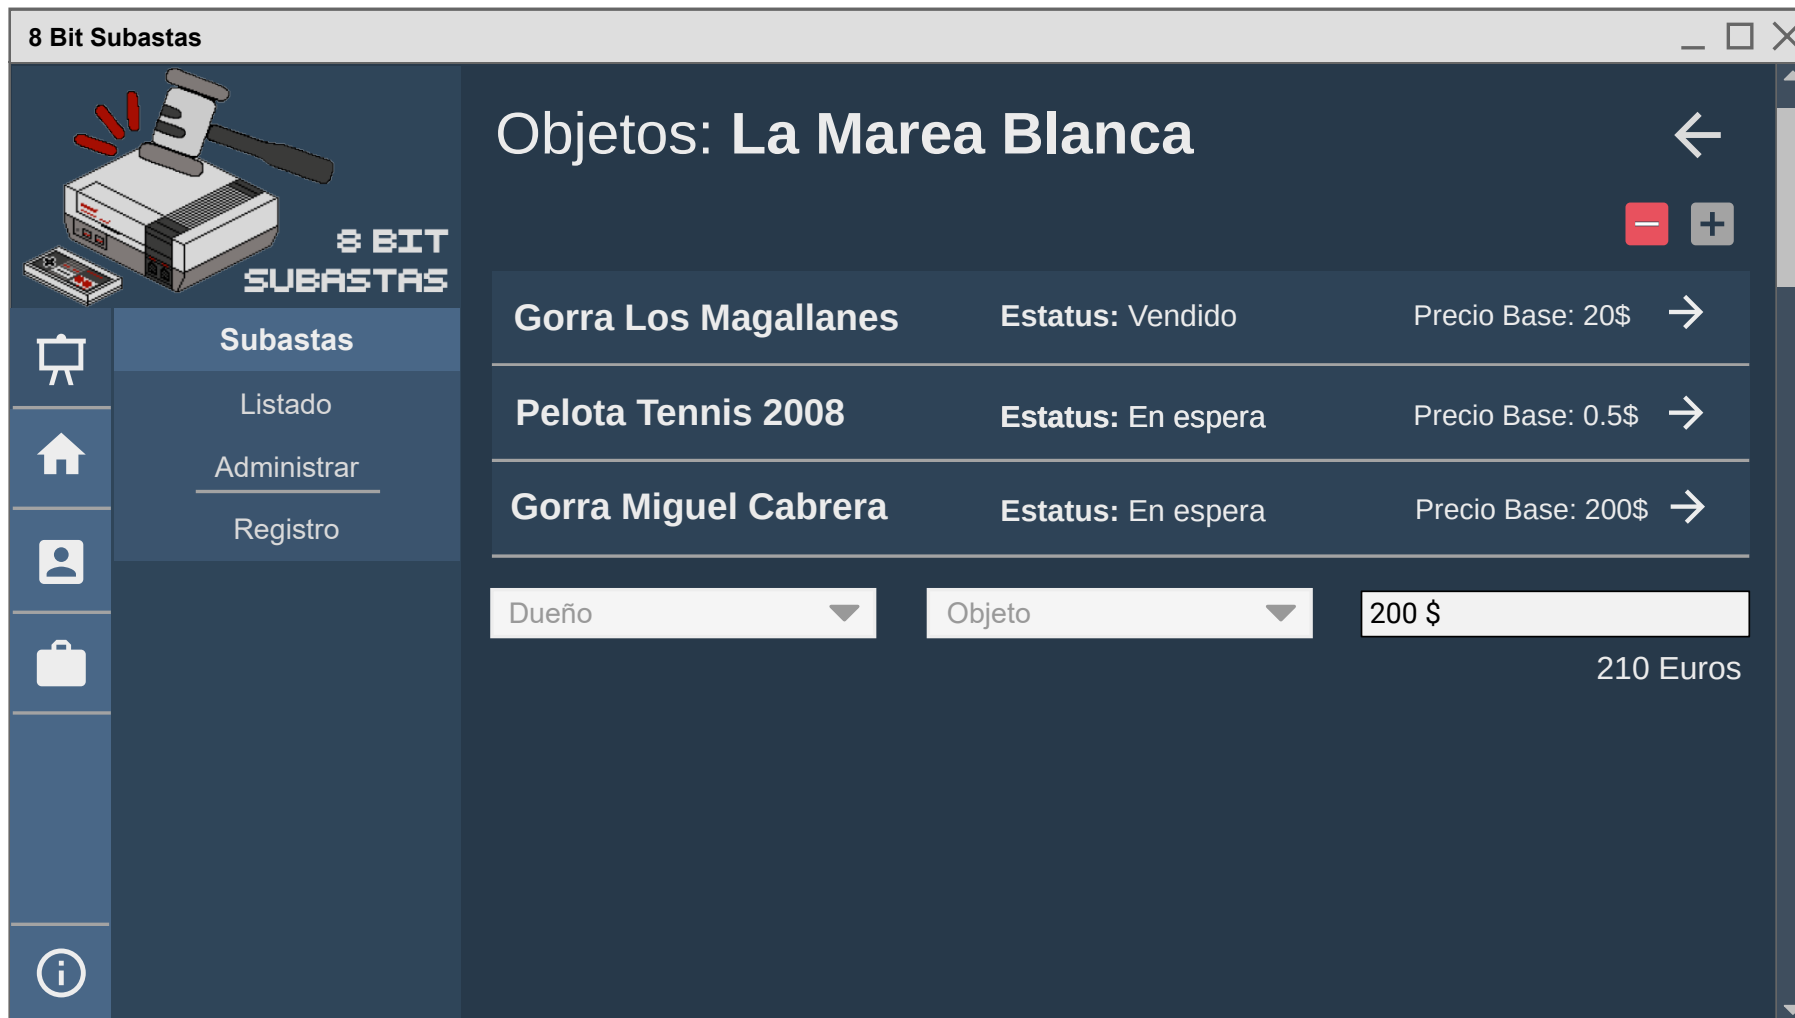 8 Bit Subastas
8 BIT
SUBASTAS
Subastas
Listado
Administrar
Registro
Objetos: La Marea Blanca
Gorra Los Magallanes Estatus: Vendido Precio Base: 20$
Pelota Tennis 2008 Estatus: En espera Precio Base: 0.5$
Gorra Miguel Cabrera Estatus: En espera Precio Base: 200$
Dueño Objeto 200 $
210 Euros